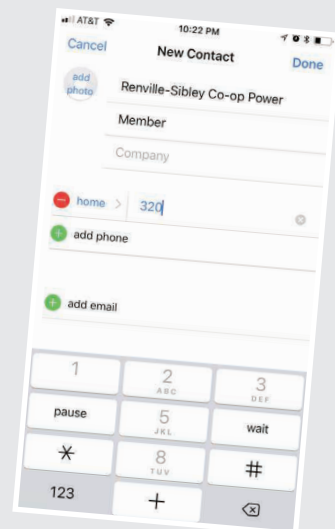 AT&T 10:22 PM
Cancel New Contact Done
add
photo
Renville-Sibley Co-op Power
Member
Company
home > 320
add phone
add email
1 2 3
ABC DEF
pause 5 wait
JKL
* 8 #
TUV
123 +